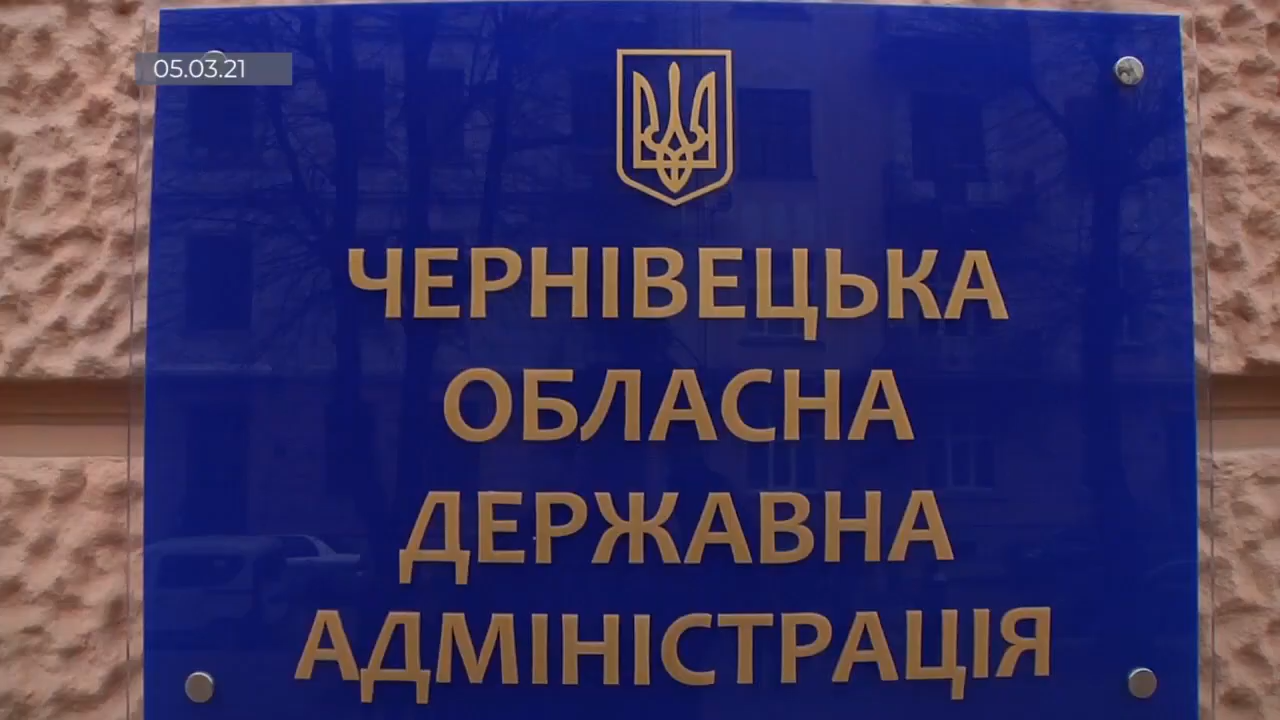 05.03.21
ЧЕРНІВЕЦЬКА
ОБЛАСНА
ДЕРЖАВНА
АДМІНІСТРАЦІЯ